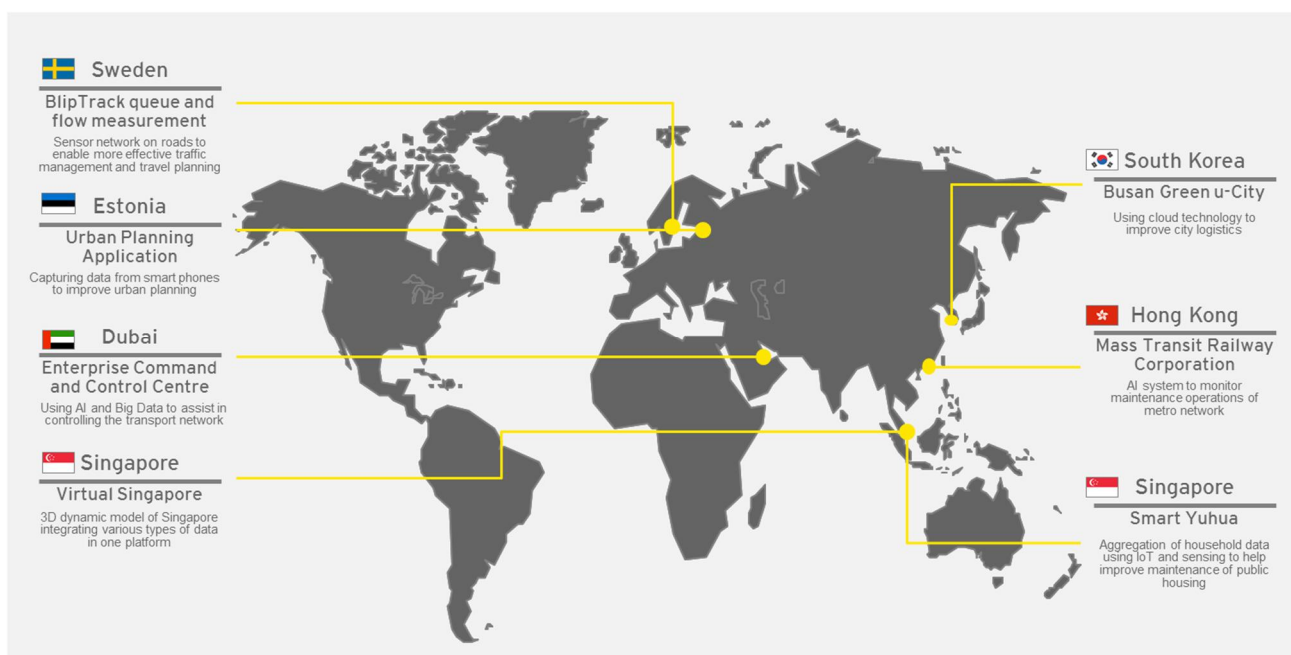 Sweden
BlipTrack queue and
flow measurement
Sensor network on roads to
enable more effective traffic
management and travel planning
Estonia
Urban Planning
Application
Capturing data from smart phones
to improve urban planning
Dubai
Enterprise Command
and Control Centre
Using AI and Big Data to assist in
controlling the transport network
Singapore
Virtual Singapore
3D dynamic model of Singapore
integrating various types of data
in one platform
South Korea
Busan Green u-City
Using cloud technology to
improve city logistics
Hong Kong
Mass Transit Railway
Corporation
AI system to monitor
maintenance operations of
metro network
Singapore
Smart Yuhua
Aggregation of household data
using IoT and sensing to help
improve maintenance of public
housing